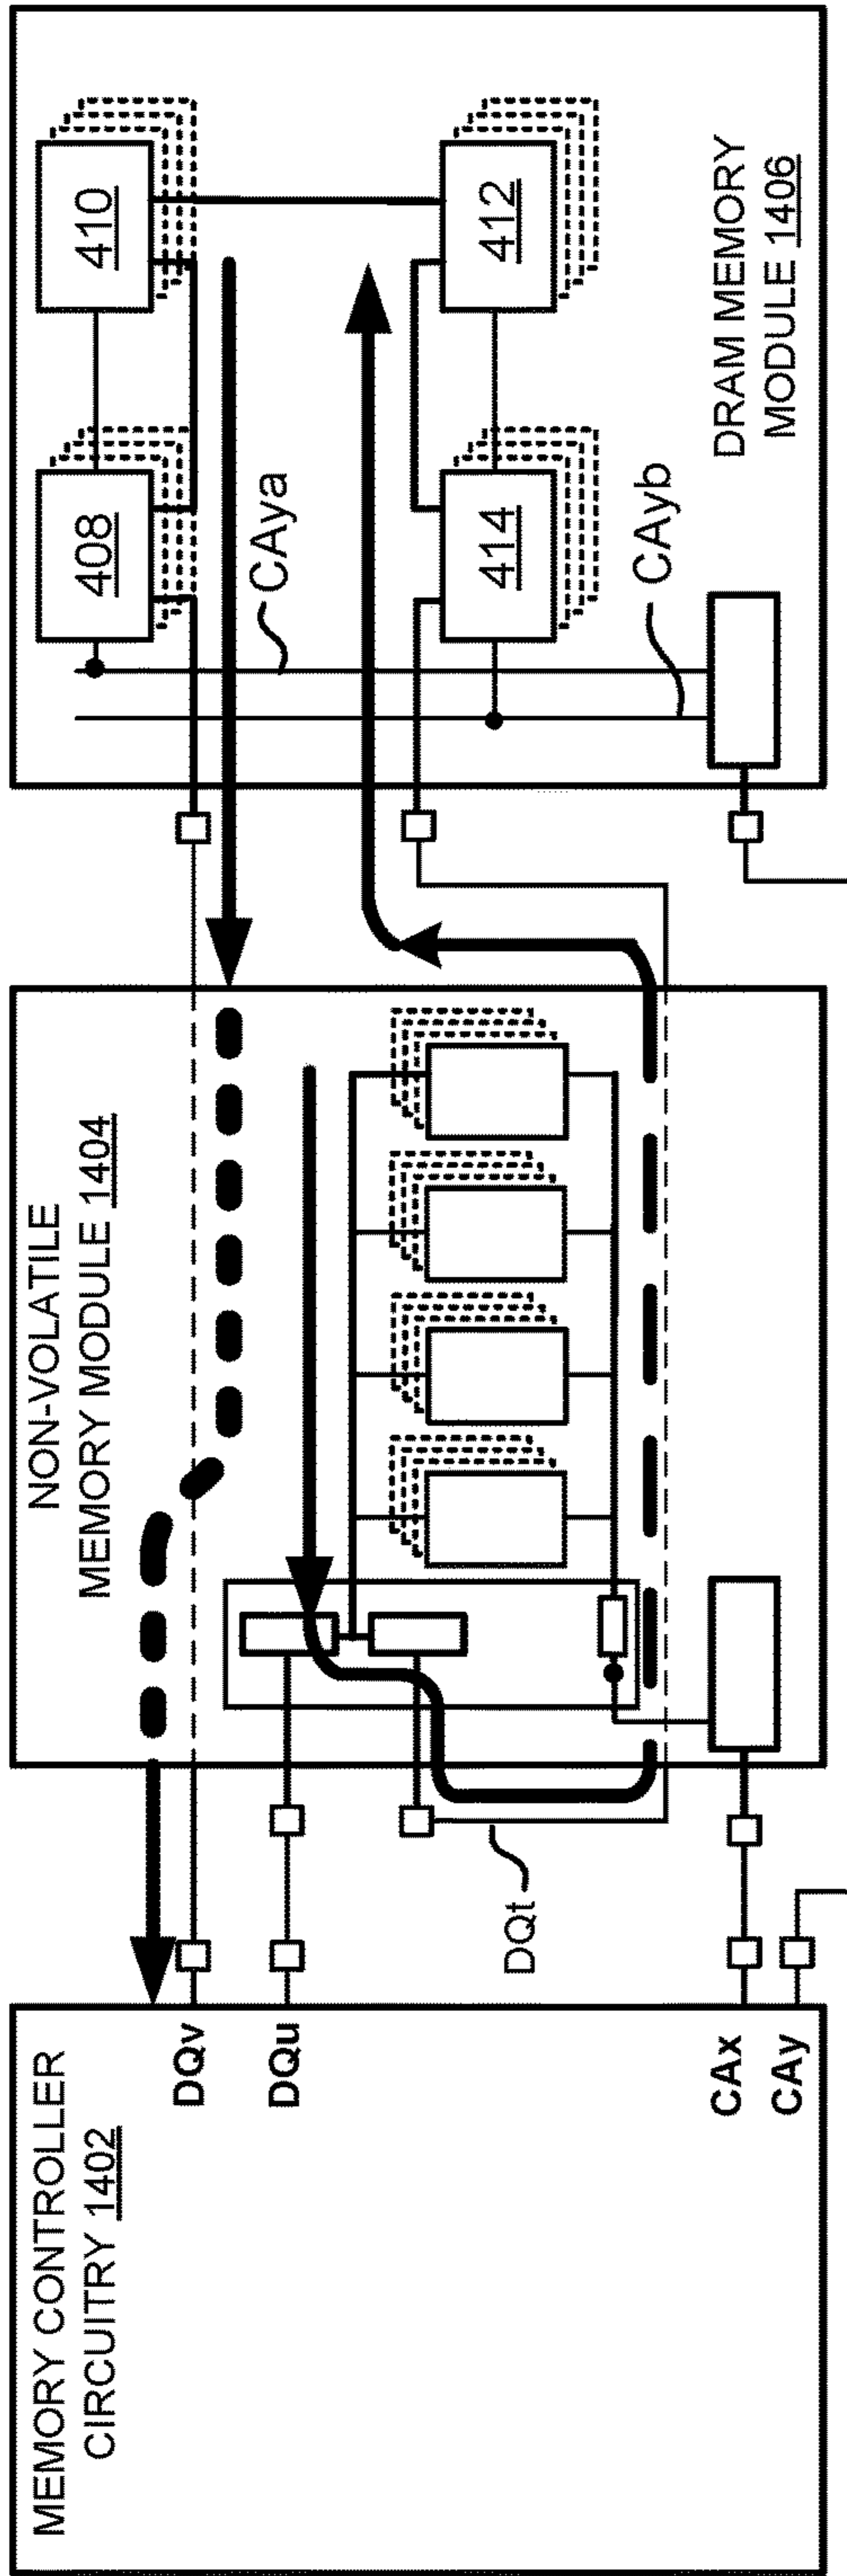 MEMORY CONTROLLER
CIRCUITRY 1402
DQv
DQu
CAx
CAy
DQt
NON-VOLATILE
MEMORY MODULE 1404
408
410
CAya
414
412
CAyb
DRAM MEMORY
MODULE 1406